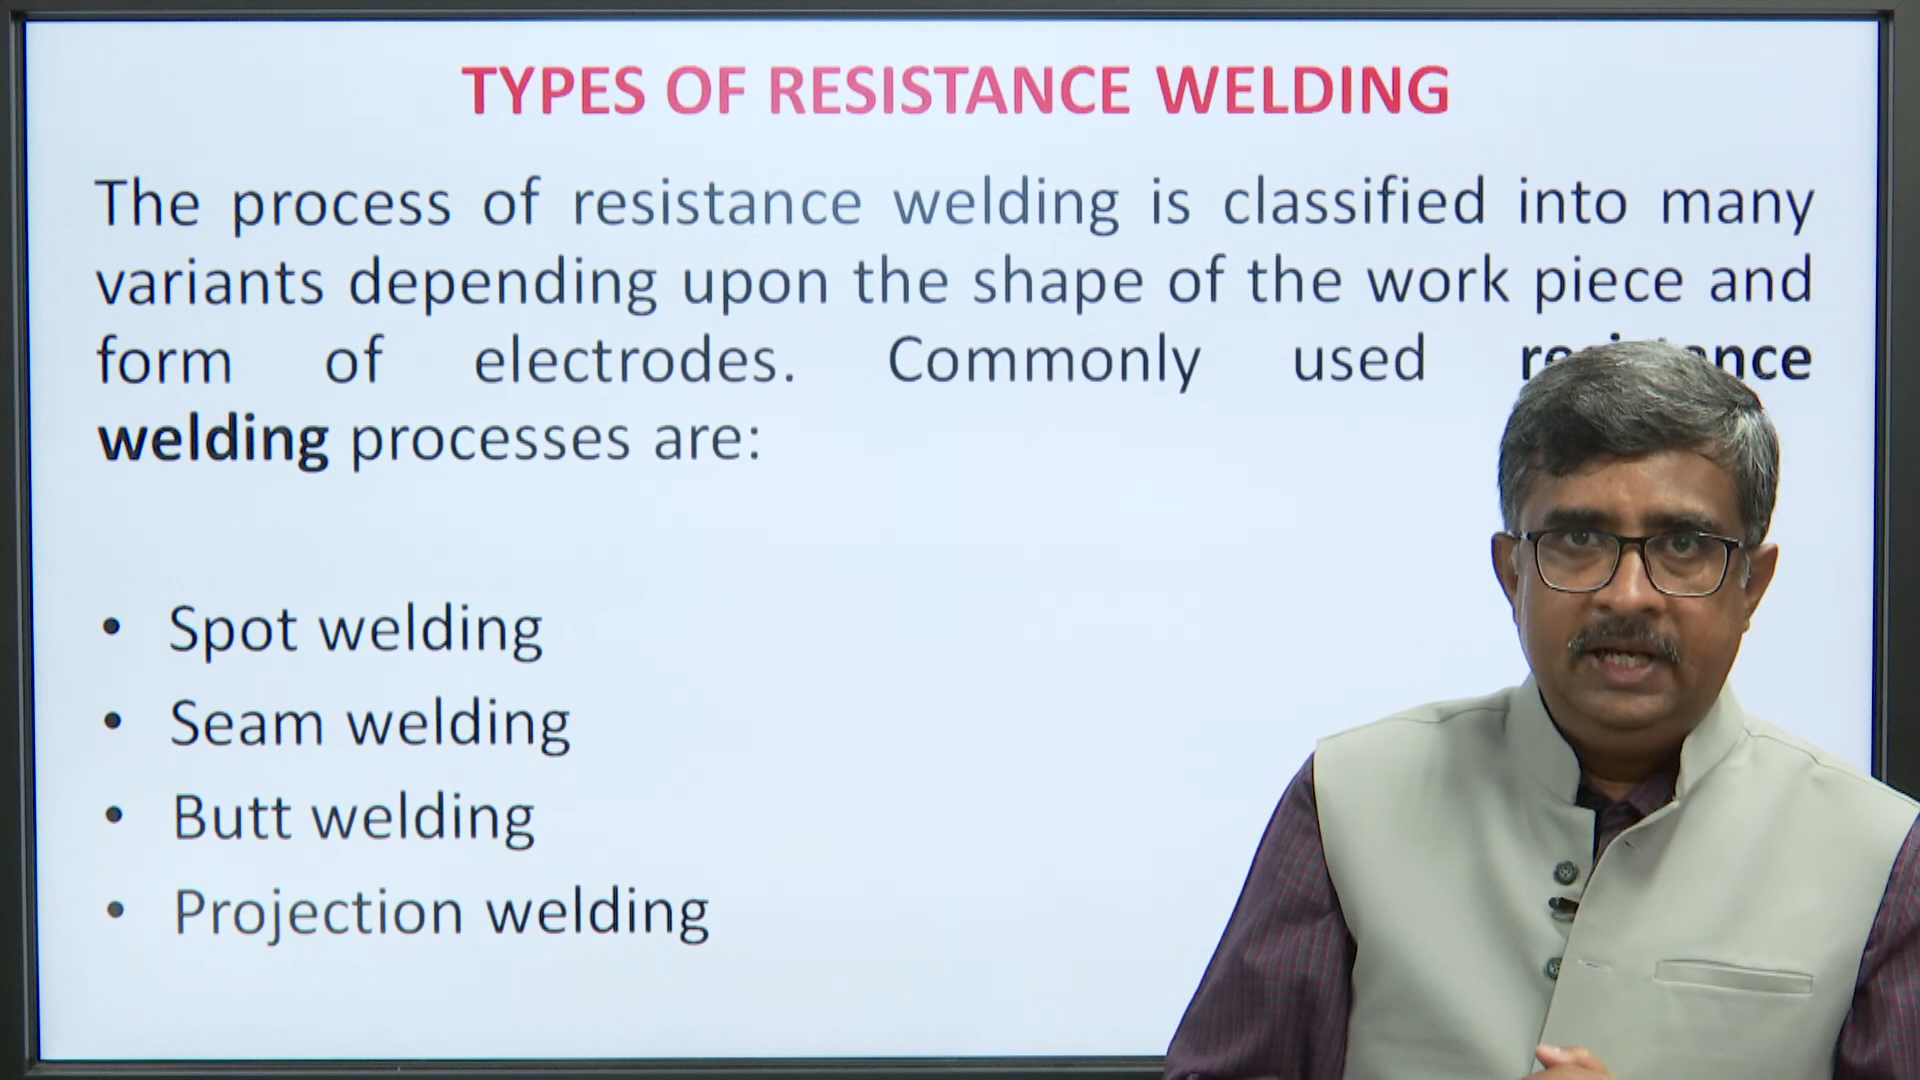 TYPES OF RESISTANCE WELDING
The process of resistance welding is classified into many
variants depending upon the shape of the work piece and
form of electrodes. Commonly used
welding processes are:
• Spot welding
• Seam welding
• Butt welding
• Projection welding